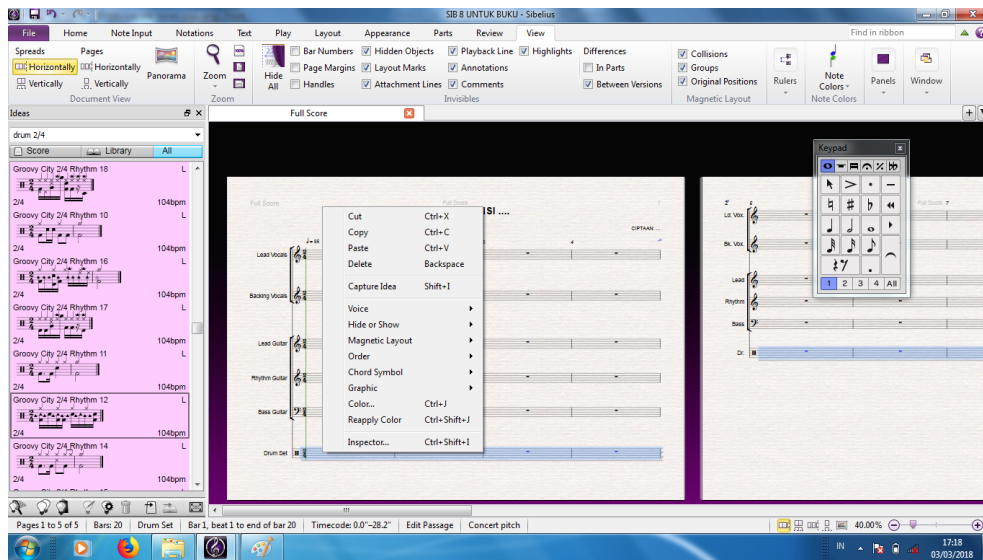 SIB 8 UNTUK BUKU - Sibelius
File Home Note Input Notations Text Play Layout Appearance Parts Review View Find in ribbon
Spreads Pages
Horizontally Horizontally
Vertically Vertically
Panorama
Document View
Zoom
Zoom
Hide All
Bar Numbers Hidden Objects Playback Line Highlights
Page Margins Layout Marks Annotations
Handles Attachment Lines Comments
Invisibles
Differences
In Parts
Between Versions
Collisions
Groups
Original Positions
Magnetic Layout
Rulers
Note Colors
Note Colors
Panels
Window
Ideas
Full Score
drum 2/4
Score Library All
Groovy City 2/4 Rhythm 18 L
2/4 104bpm
Groovy City 2/4 Rhythm 10 L
2/4 104bpm
Groovy City 2/4 Rhythm 16 L
2/4 104bpm
Groovy City 2/4 Rhythm 17 L
2/4 104bpm
Groovy City 2/4 Rhythm 11 L
2/4 104bpm
Groovy City 2/4 Rhythm 12 L
2/4 104bpm
Groovy City 2/4 Rhythm 14 L
2/4 104bpm
Full Score Full Score 1
ISI ....
CIPTAAN ...
4
Lead Vocals
Backing Vocals
Lead Guitar
Rhythm Guitar
Bass Guitar
Drum Set
Cut Ctrl+X
Copy Ctrl+C
Paste Ctrl+V
Delete Backspace
Capture Idea Shift+I
Voice
Hide or Show
Magnetic Layout
Order
Chord Symbol
Graphic
Color... Ctrl+J
Reapply Color Ctrl+Shift+J
Inspector... Ctrl+Shift+I
Keypad
1 2 3 4 All
Full Score
Ld. Vox.
Bk. Vox.
Lead
Rhythm
Bass
Dr.
Pages 1 to 5 of 5 Bars: 20 Drum Set Bar 1, beat 1 to end of bar 20 Timecode: 0.0"–28.2" Edit Passage Concert pitch 40.00%
IN 17:18
03/03/2018